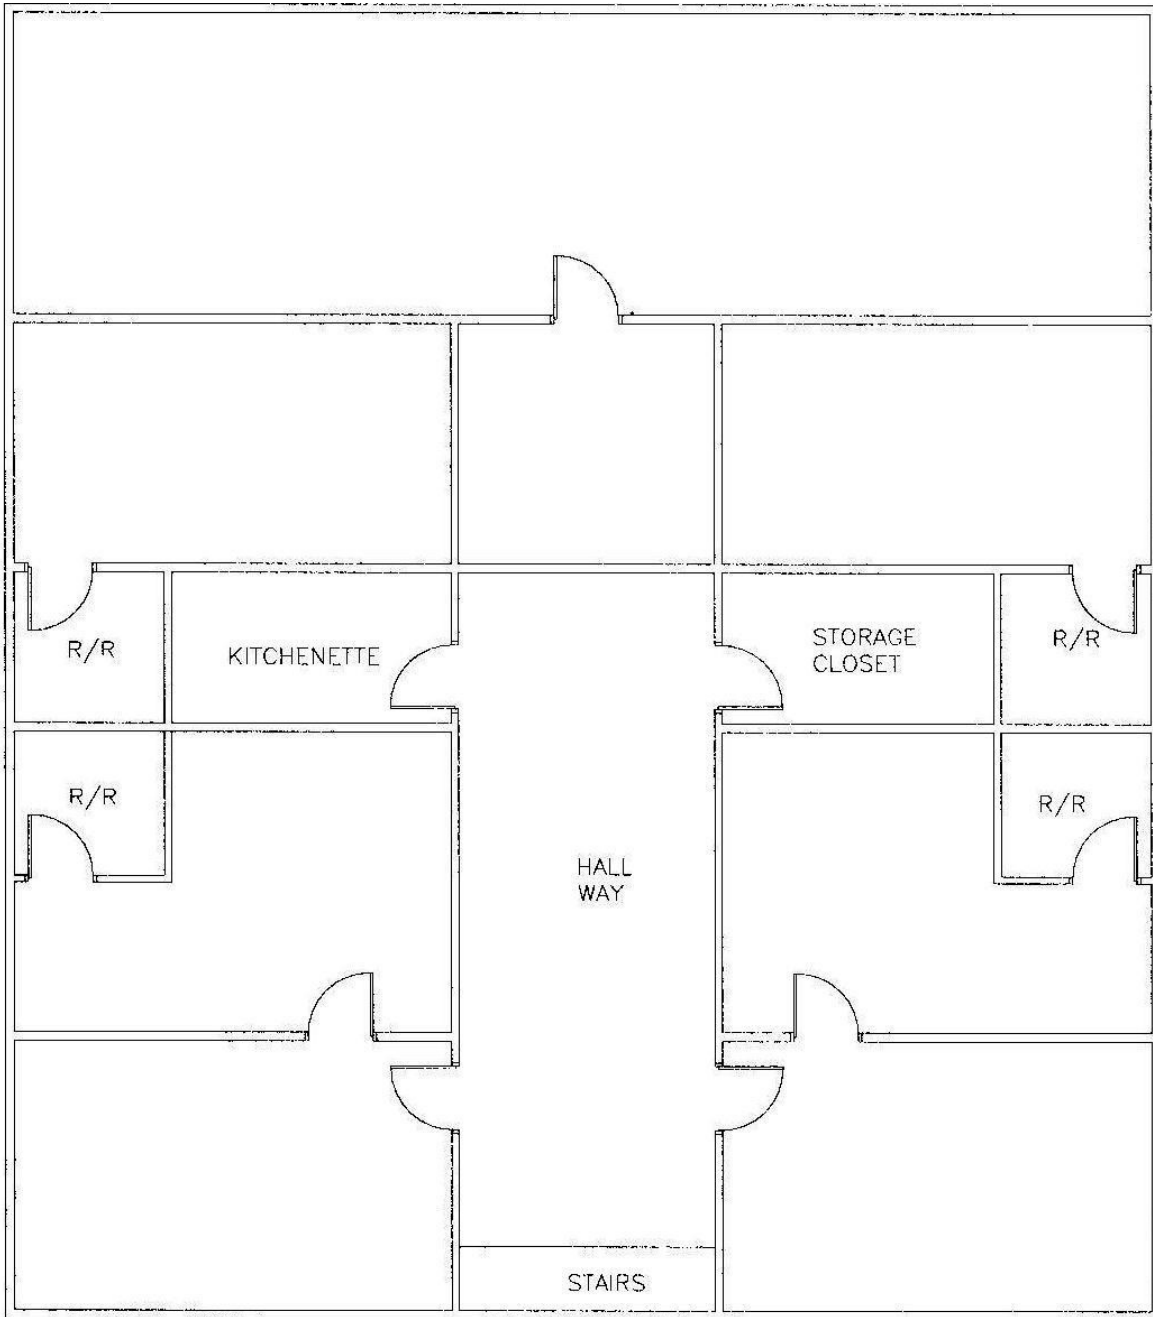 R/R
KITCHENETTE
STORAGE
CLOSET
R/R
R/R
R/R
HALL
WAY
STAIRS